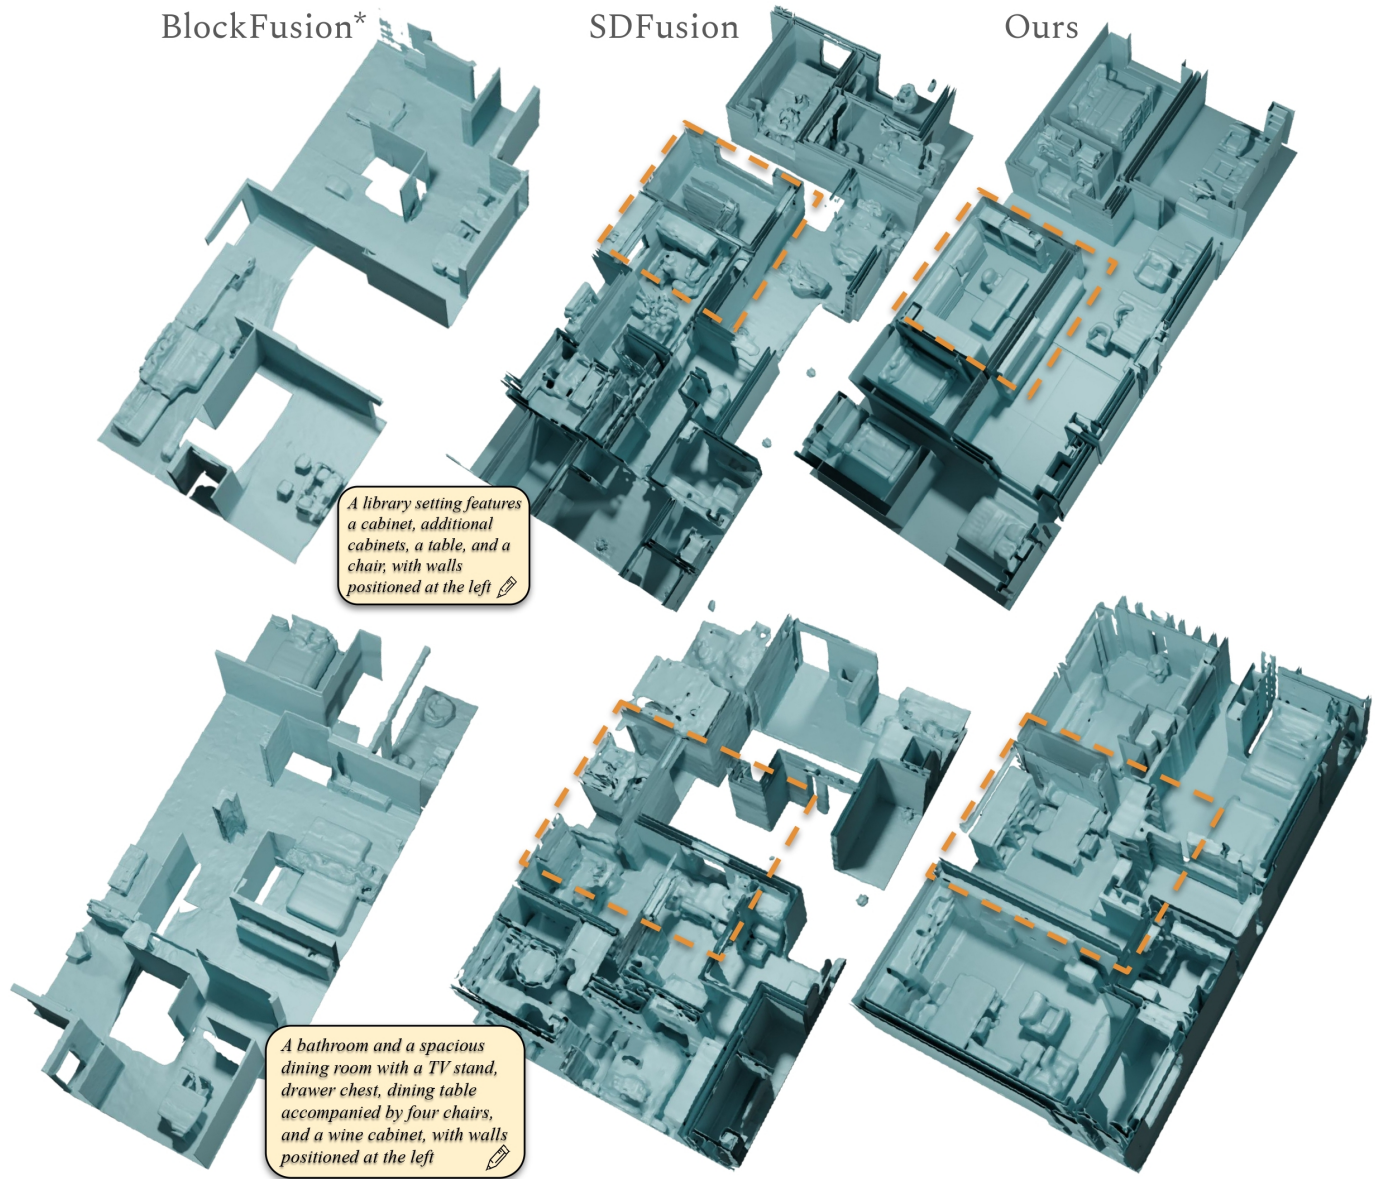 BlockFusion*
SDFusion
Ours
A library setting features
a cabinet, additional
cabinets, a table, and a
chair, with walls
positioned at the left
A bathroom and a spacious
dining room with a TV stand,
drawer chest, dining table
accompanied by four chairs,
and a wine cabinet, with walls
positioned at the left